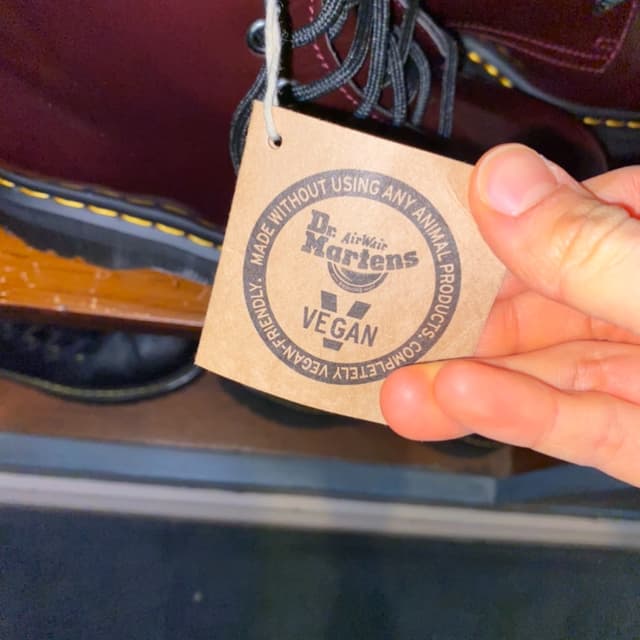 MADE WITHOUT USING ANY ANIMAL PRODUCTS. COMPLETELY VEGAN-FRIENDLY.
Dr.
AirWair
Martens
VEGAN